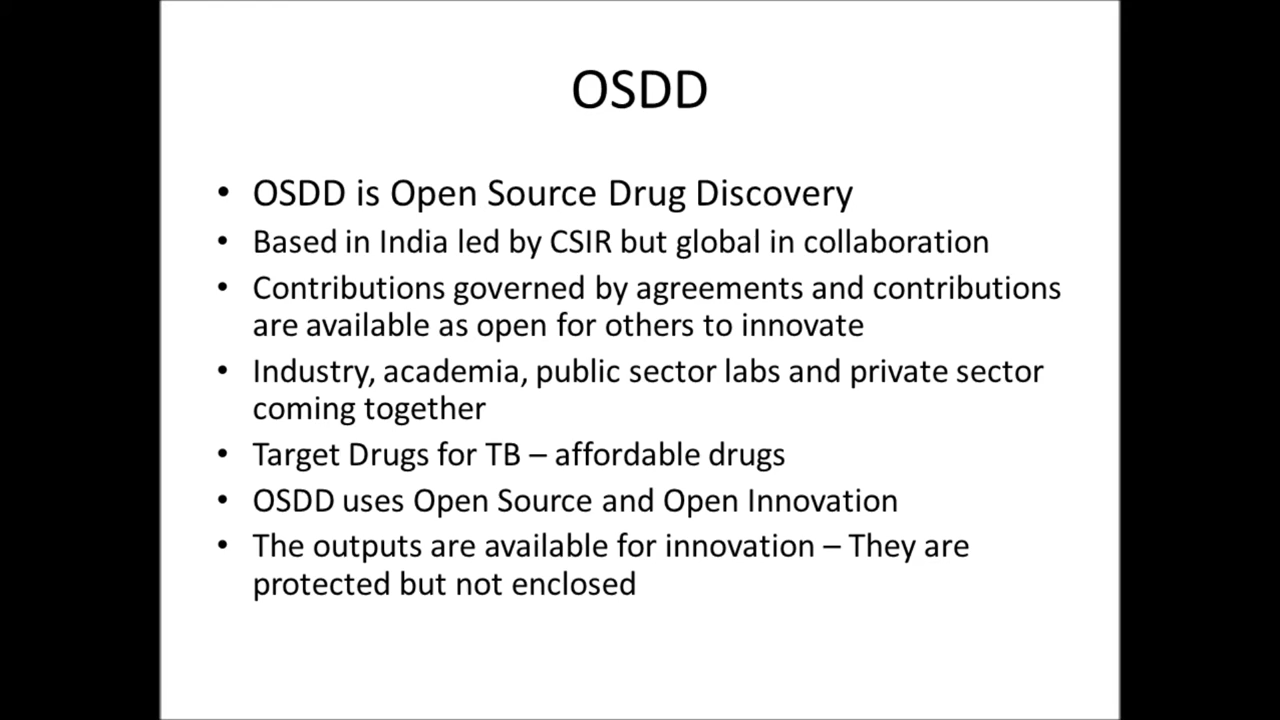 OSDD
• OSDD is Open Source Drug Discovery
• Based in India led by CSIR but global in collaboration
• Contributions governed by agreements and contributions
are available as open for others to innovate
• Industry, academia, public sector labs and private sector
coming together
• Target Drugs for TB – affordable drugs
• OSDD uses Open Source and Open Innovation
• The outputs are available for innovation – They are
protected but not enclosed